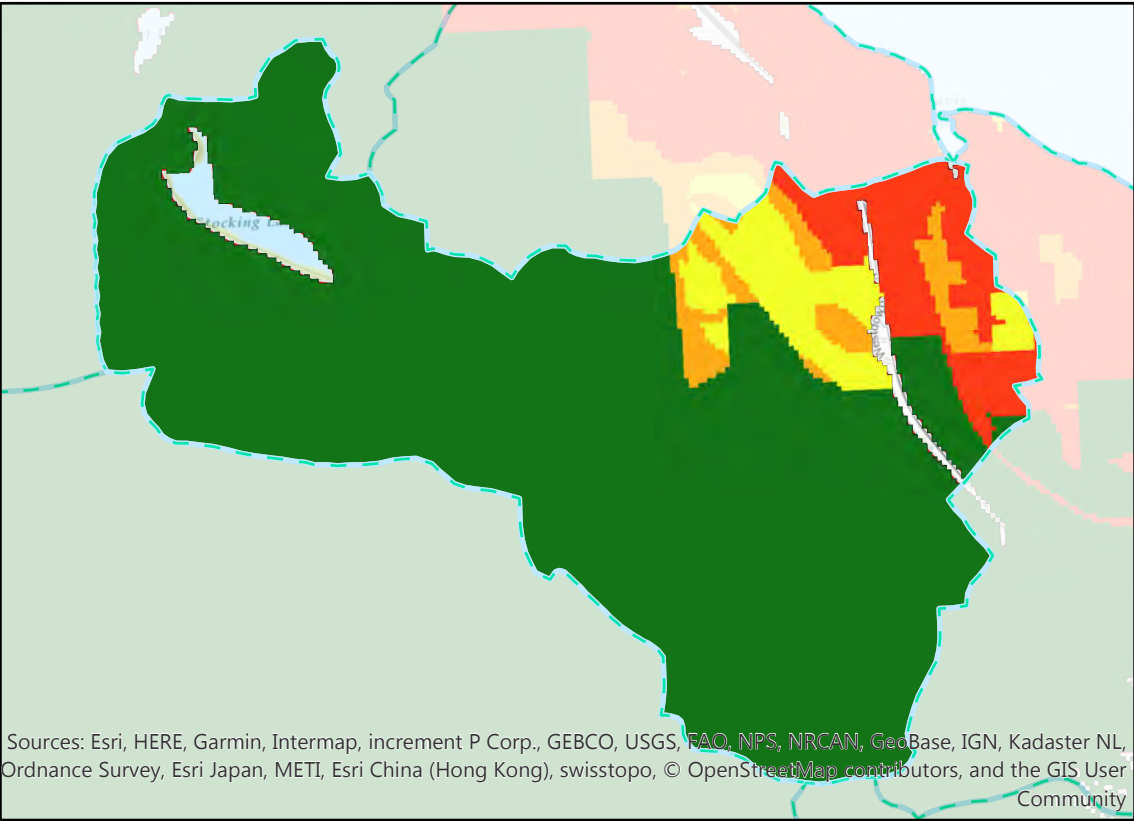 Stocking L
Sources: Esri, HERE, Garmin, Intermap, increment P Corp., GEBCO, USGS, FAO, NPS, NRCAN, GeoBase, IGN, Kadaster NL,
Ordnance Survey, Esri Japan, METI, Esri China (Hong Kong), swisstopo, © OpenStreetMap contributors, and the GIS User
Community